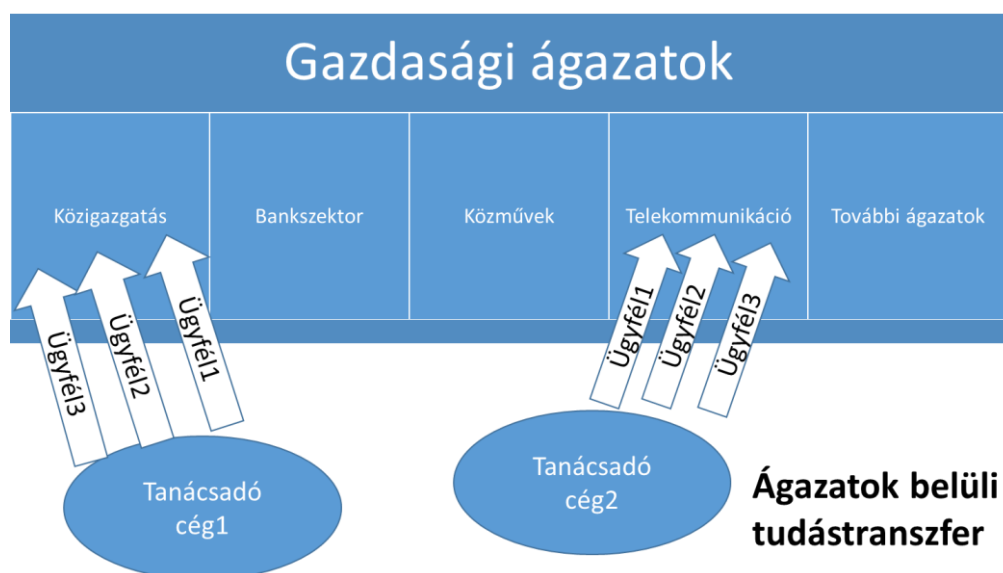 Gazdasági ágazatok
Közigazgatás
Bankszektor
Közművek
Telekommunikáció
További ágazatok
Ügyfél3
Ügyfél2
Ügyfél1
Ügyfél1
Ügyfél2
Ügyfél3
Tanácsadó
cég1
Tanácsadó
cég2
Ágazatok belüli
tudástranszfer